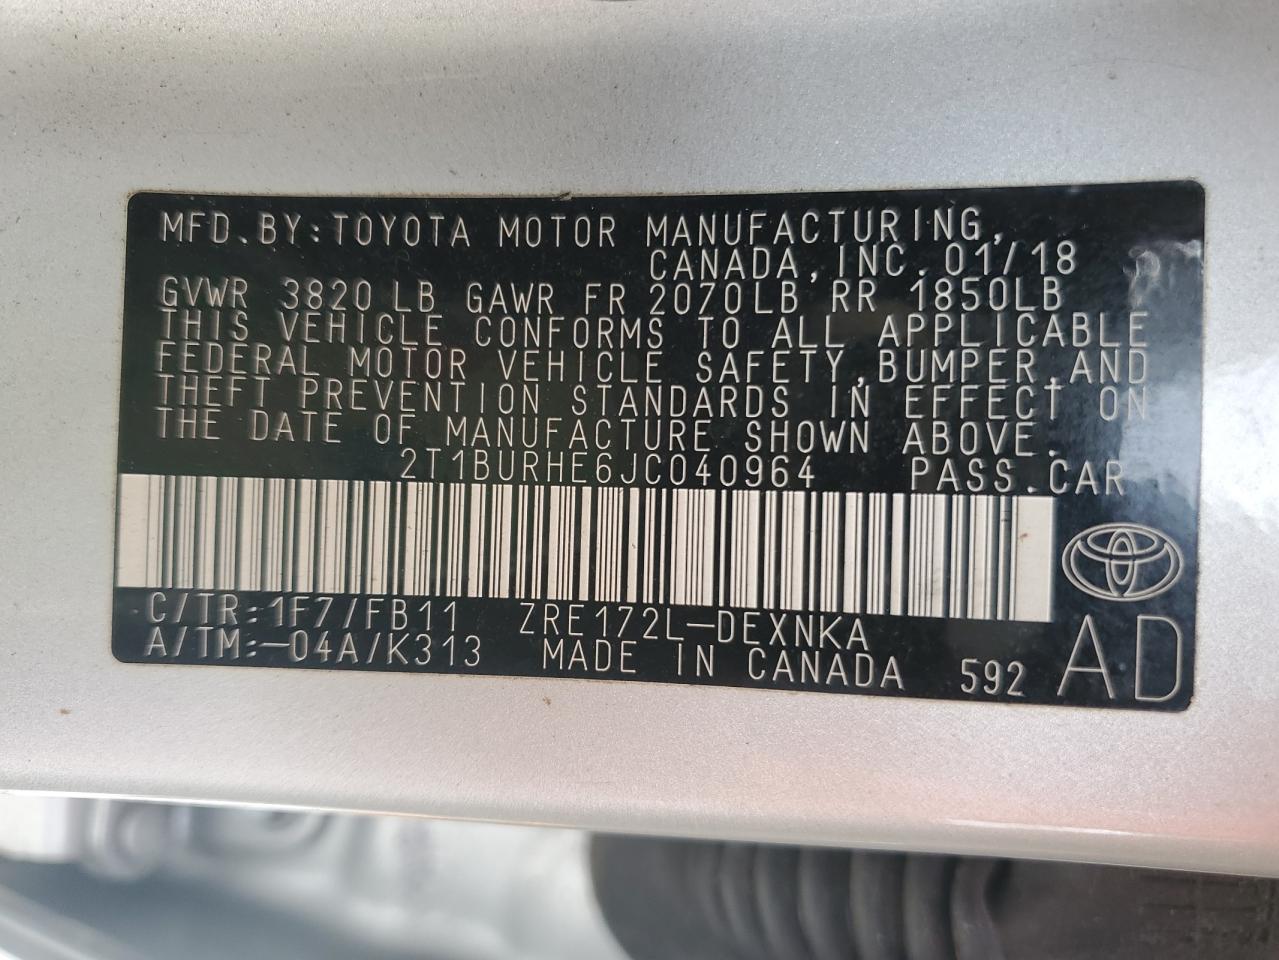 MFD.BY:TOYOTA MOTOR MANUFACTURING,
CANADA,INC.01/18
GVWR 3820LB GAWR FR 2070LB RR 1850LB
THIS VEHICLE CONFORMS TO ALL APPLICABLE
FEDERAL MOTOR VEHICLE SAFETY,BUMPER,AND
THEFT PREVENTION STANDARDS IN EFFECT ON
THE DATE OF MANUFACTURE SHOWN ABOVE.
2T1BURHE6JC040964 PASS.CAR
C/TR:1F7/FB11 ZRE172L-DEXNKA
A/TM:-04A/K313 MADE IN CANADA 592 AD